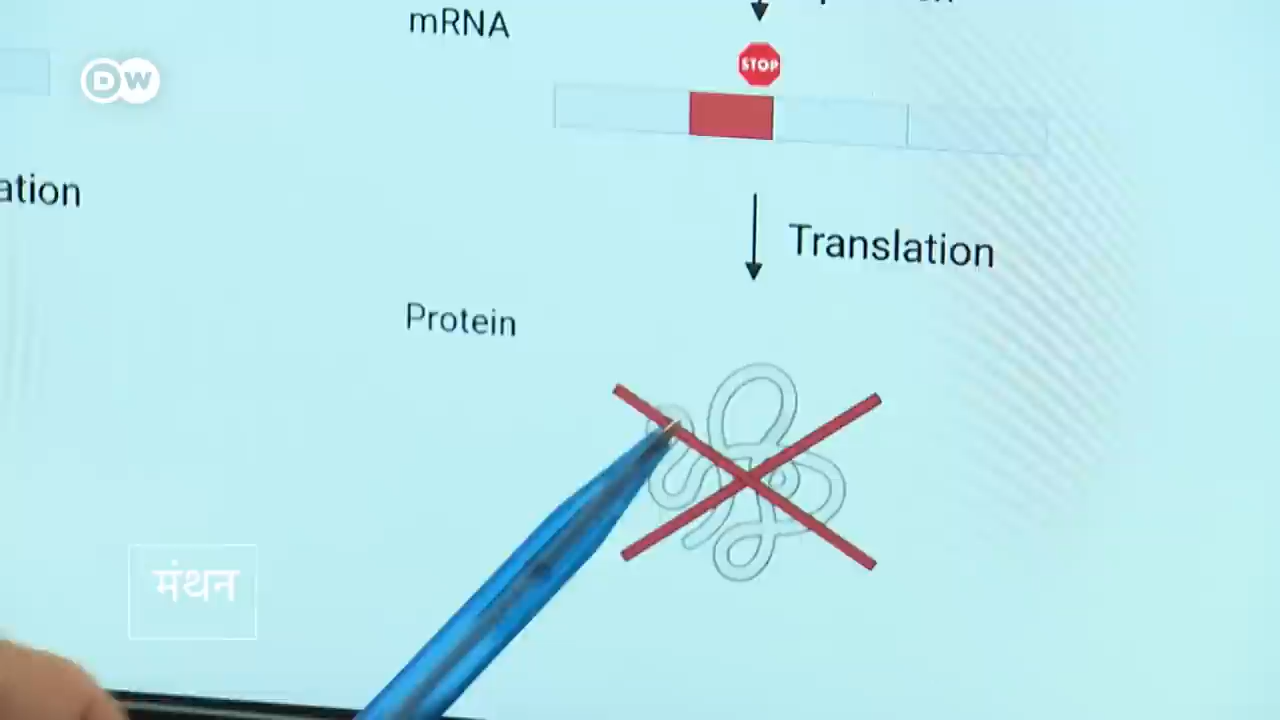 mRNA
STOP
DW
ation
Translation
Protein
मंथन